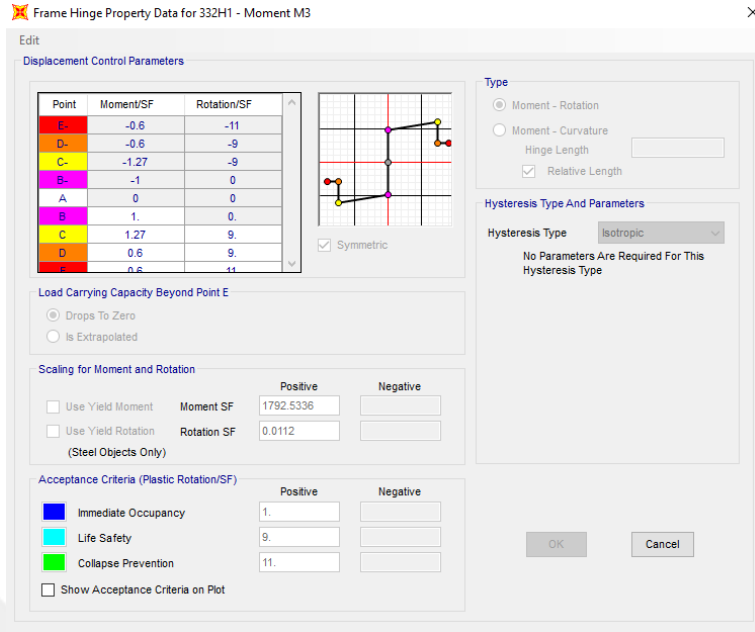 Frame Hinge Property Data for 332H1 - Moment M3
Edit
Displacement Control Parameters
Point Moment/SF Rotation/SF
E- -0.6 -11
D- -0.6 -9
C- -1.27 -9
B- -1 0
A 0 0
B 1. 0.
C 1.27 9.
D 0.6 9.
E 0.6 11.
Symmetric
Load Carrying Capacity Beyond Point E
Drops To Zero
Is Extrapolated
Scaling for Moment and Rotation
Positive Negative
Use Yield Moment Moment SF 1792.5336
Use Yield Rotation Rotation SF 0.0112
(Steel Objects Only)
Acceptance Criteria (Plastic Rotation/SF)
Positive Negative
Immediate Occupancy 1.
Life Safety 9.
Collapse Prevention 11.
Show Acceptance Criteria on Plot
Type
Moment - Rotation
Moment - Curvature
Hinge Length
Relative Length
Hysteresis Type And Parameters
Hysteresis Type Isotropic
No Parameters Are Required For This
Hysteresis Type
OK Cancel